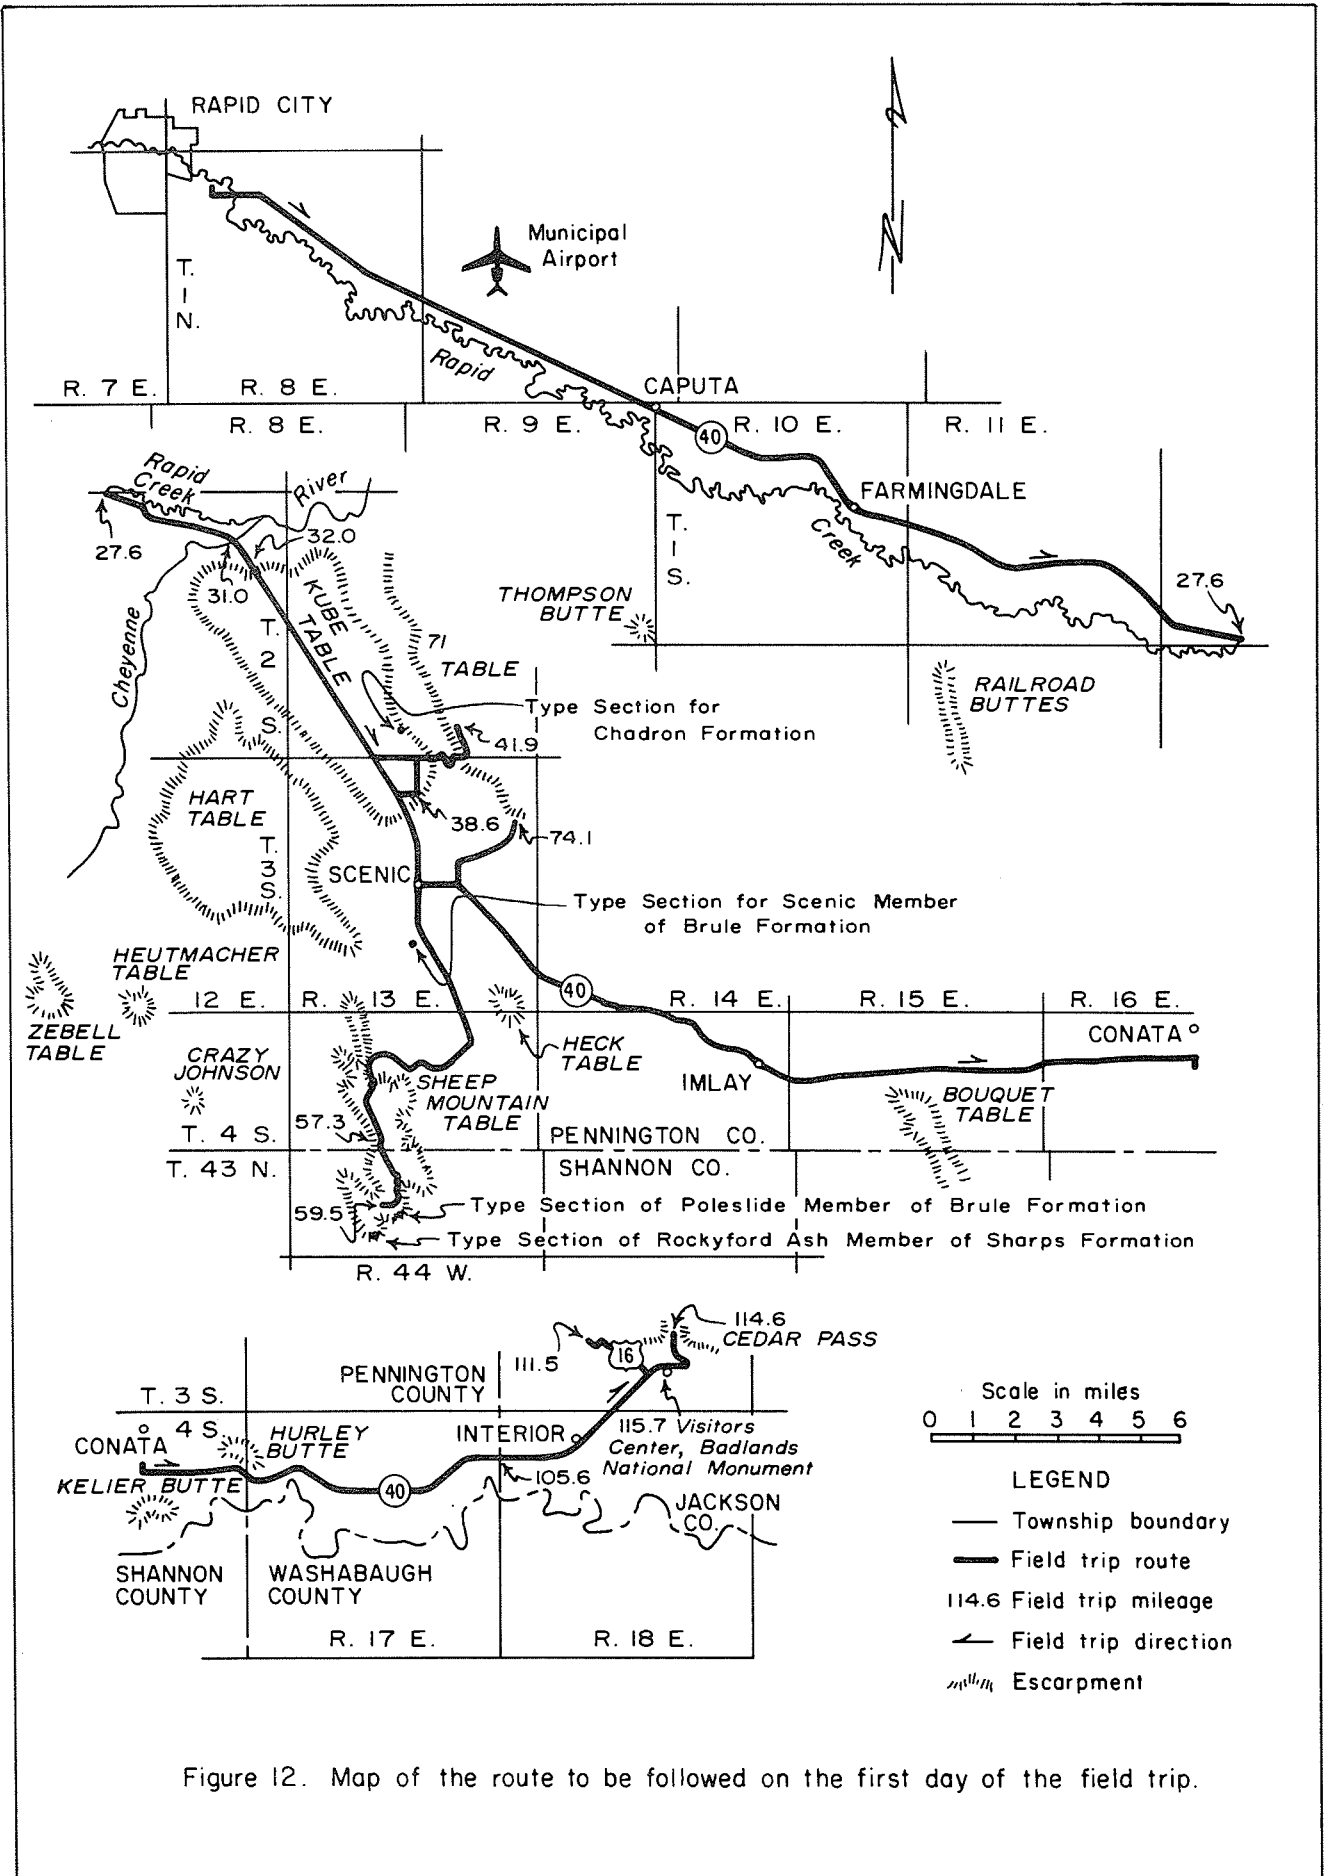 RAPID CITY
N
Municipal
Airport
T.
1
N.
Rapid
R. 7 E.
R. 8 E.
CAPUTA
R. 8 E.
R. 9 E.
40
R. 10 E.
R. 11 E.
Rapid
Creek
River
FARMINGDALE
27.6
32.0
T.
1
S.
Creek
31.0
KUBE
TABLE
THOMPSON
BUTTE
27.6
Cheyenne
T.
2
S.
71
TABLE
RAILROAD
BUTTES
Type Section for
Chadron Formation
41.9
HART
TABLE
38.6
74.1
T.
3
S.
SCENIC
Type Section for Scenic Member
of Brule Formation
HEUTMACHER
TABLE
12 E.
R. 13 E.
40
R. 14 E.
R. 15 E.
R. 16 E.
ZEBELL
TABLE
CONATA
CRAZY
JOHNSON
HECK
TABLE
SHEEP
MOUNTAIN
TABLE
IMLAY
BOUQUET
TABLE
57.3
T. 4 S.
PENNINGTON CO.
T. 43 N.
SHANNON CO.
59.5
Type Section of Poleslide Member of Brule Formation
Type Section of Rockyford Ash Member of Sharps Formation
R. 44 W.
114.6
CEDAR PASS
111.5
16
PENNINGTON
COUNTY
T. 3 S.
4 S.
CONATA
HURLEY
BUTTE
INTERIOR
115.7 Visitors
Center, Badlands
National Monument
KELIER BUTTE
40
105.6
JACKSON
CO.
SHANNON
COUNTY
WASHABAUGH
COUNTY
R. 17 E.
R. 18 E.
Scale in miles
0 1 2 3 4 5 6
LEGEND
Township boundary
Field trip route
114.6 Field trip mileage
Field trip direction
Escarpment
Figure 12. Map of the route to be followed on the first day of the field trip.